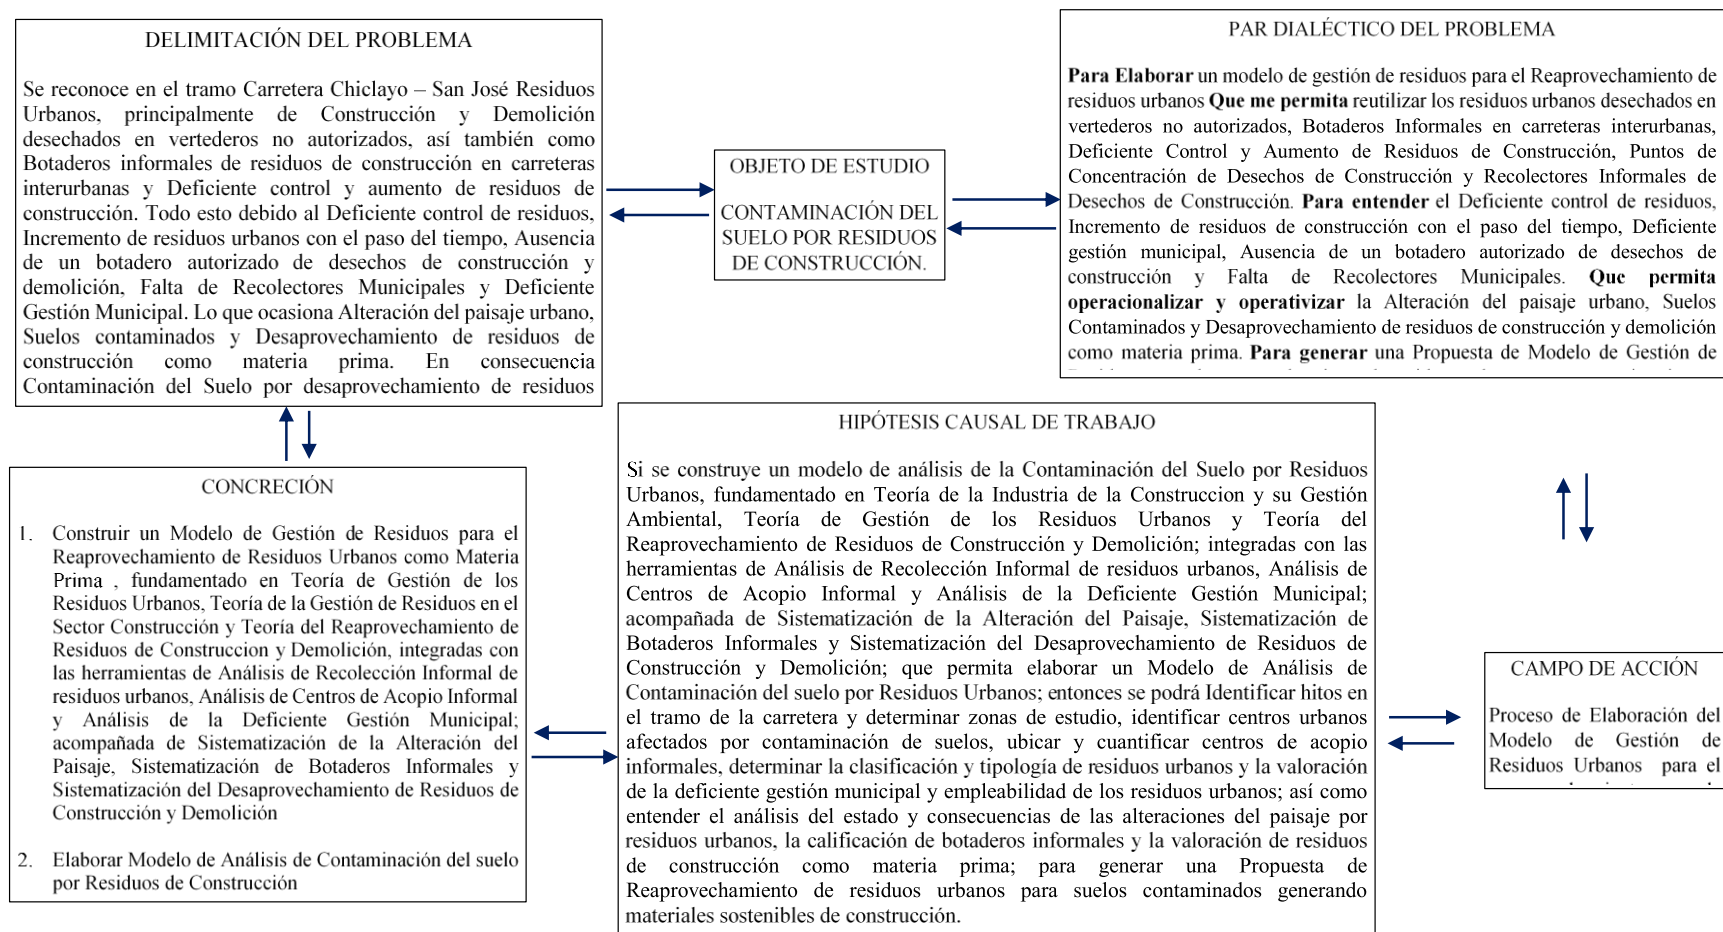 DELIMITACIÓN DEL PROBLEMA
Se reconoce en el tramo Carretera Chiclayo – San José Residuos
Urbanos, principalmente de Construcción y Demolición
desechados en vertederos no autorizados, así también como
Botaderos informales de residuos de construcción en carreteras
interurbanas y Deficiente control y aumento de residuos de
construcción. Todo esto debido al Deficiente control de residuos,
Incremento de residuos urbanos con el paso del tiempo, Ausencia
de un botadero autorizado de desechos de construcción y
demolición, Falta de Recolectores Municipales y Deficiente
Gestión Municipal. Lo que ocasiona Alteración del paisaje urbano,
Suelos contaminados y Desaprovechamiento de residuos de
construcción como materia prima. En consecuencia
Contaminación del Suelo por desaprovechamiento de residuos
OBJETO DE ESTUDIO
CONTAMINACIÓN DEL
SUELO POR RESIDUOS
DE CONSTRUCCIÓN.
PAR DIALÉCTICO DEL PROBLEMA
Para Elaborar un modelo de gestión de residuos para el Reaprovechamiento de
residuos urbanos Que me permita reutilizar los residuos urbanos desechados en
vertederos no autorizados, Botaderos Informales en carreteras interurbanas,
Deficiente Control y Aumento de Residuos de Construcción, Puntos de
Concentración de Desechos de Construcción y Recolectores Informales de
Desechos de Construcción. Para entender el Deficiente control de residuos,
Incremento de residuos de construcción con el paso del tiempo, Deficiente
gestión municipal, Ausencia de un botadero autorizado de desechos de
construcción y Falta de Recolectores Municipales. Que permita
operacionalizar y operativizar la Alteración del paisaje urbano, Suelos
Contaminados y Desaprovechamiento de residuos de construcción y demolición
como materia prima. Para generar una Propuesta de Modelo de Gestión de
CONCRECIÓN
1. Construir un Modelo de Gestión de Residuos para el
Reaprovechamiento de Residuos Urbanos como Materia
Prima , fundamentado en Teoría de Gestión de los
Residuos Urbanos, Teoría de la Gestión de Residuos en el
Sector Construcción y Teoría del Reaprovechamiento de
Residuos de Construccion y Demolición, integradas con
las herramientas de Análisis de Recolección Informal de
residuos urbanos, Análisis de Centros de Acopio Informal
y Análisis de la Deficiente Gestión Municipal;
acompañada de Sistematización de la Alteración del
Paisaje, Sistematización de Botaderos Informales y
Sistematización del Desaprovechamiento de Residuos de
Construcción y Demolición
2. Elaborar Modelo de Análisis de Contaminación del suelo
por Residuos de Construcción
HIPÓTESIS CAUSAL DE TRABAJO
Si se construye un modelo de análisis de la Contaminación del Suelo por Residuos
Urbanos, fundamentado en Teoría de la Industria de la Construccion y su Gestión
Ambiental, Teoría de Gestión de los Residuos Urbanos y Teoría del
Reaprovechamiento de Residuos de Construcción y Demolición; integradas con las
herramientas de Análisis de Recolección Informal de residuos urbanos, Análisis de
Centros de Acopio Informal y Análisis de la Deficiente Gestión Municipal;
acompañada de Sistematización de la Alteración del Paisaje, Sistematización de
Botaderos Informales y Sistematización del Desaprovechamiento de Residuos de
Construcción y Demolición; que permita elaborar un Modelo de Análisis de
Contaminación del suelo por Residuos Urbanos; entonces se podrá Identificar hitos en
el tramo de la carretera y determinar zonas de estudio, identificar centros urbanos
afectados por contaminación de suelos, ubicar y cuantificar centros de acopio
informales, determinar la clasificación y tipología de residuos urbanos y la valoración
de la deficiente gestión municipal y empleabilidad de los residuos urbanos; así como
entender el análisis del estado y consecuencias de las alteraciones del paisaje por
residuos urbanos, la calificación de botaderos informales y la valoración de residuos
de construcción como materia prima; para generar una Propuesta de
Reaprovechamiento de residuos urbanos para suelos contaminados generando
materiales sostenibles de construcción.
CAMPO DE ACCIÓN
Proceso de Elaboración del
Modelo de Gestión de
Residuos Urbanos para el